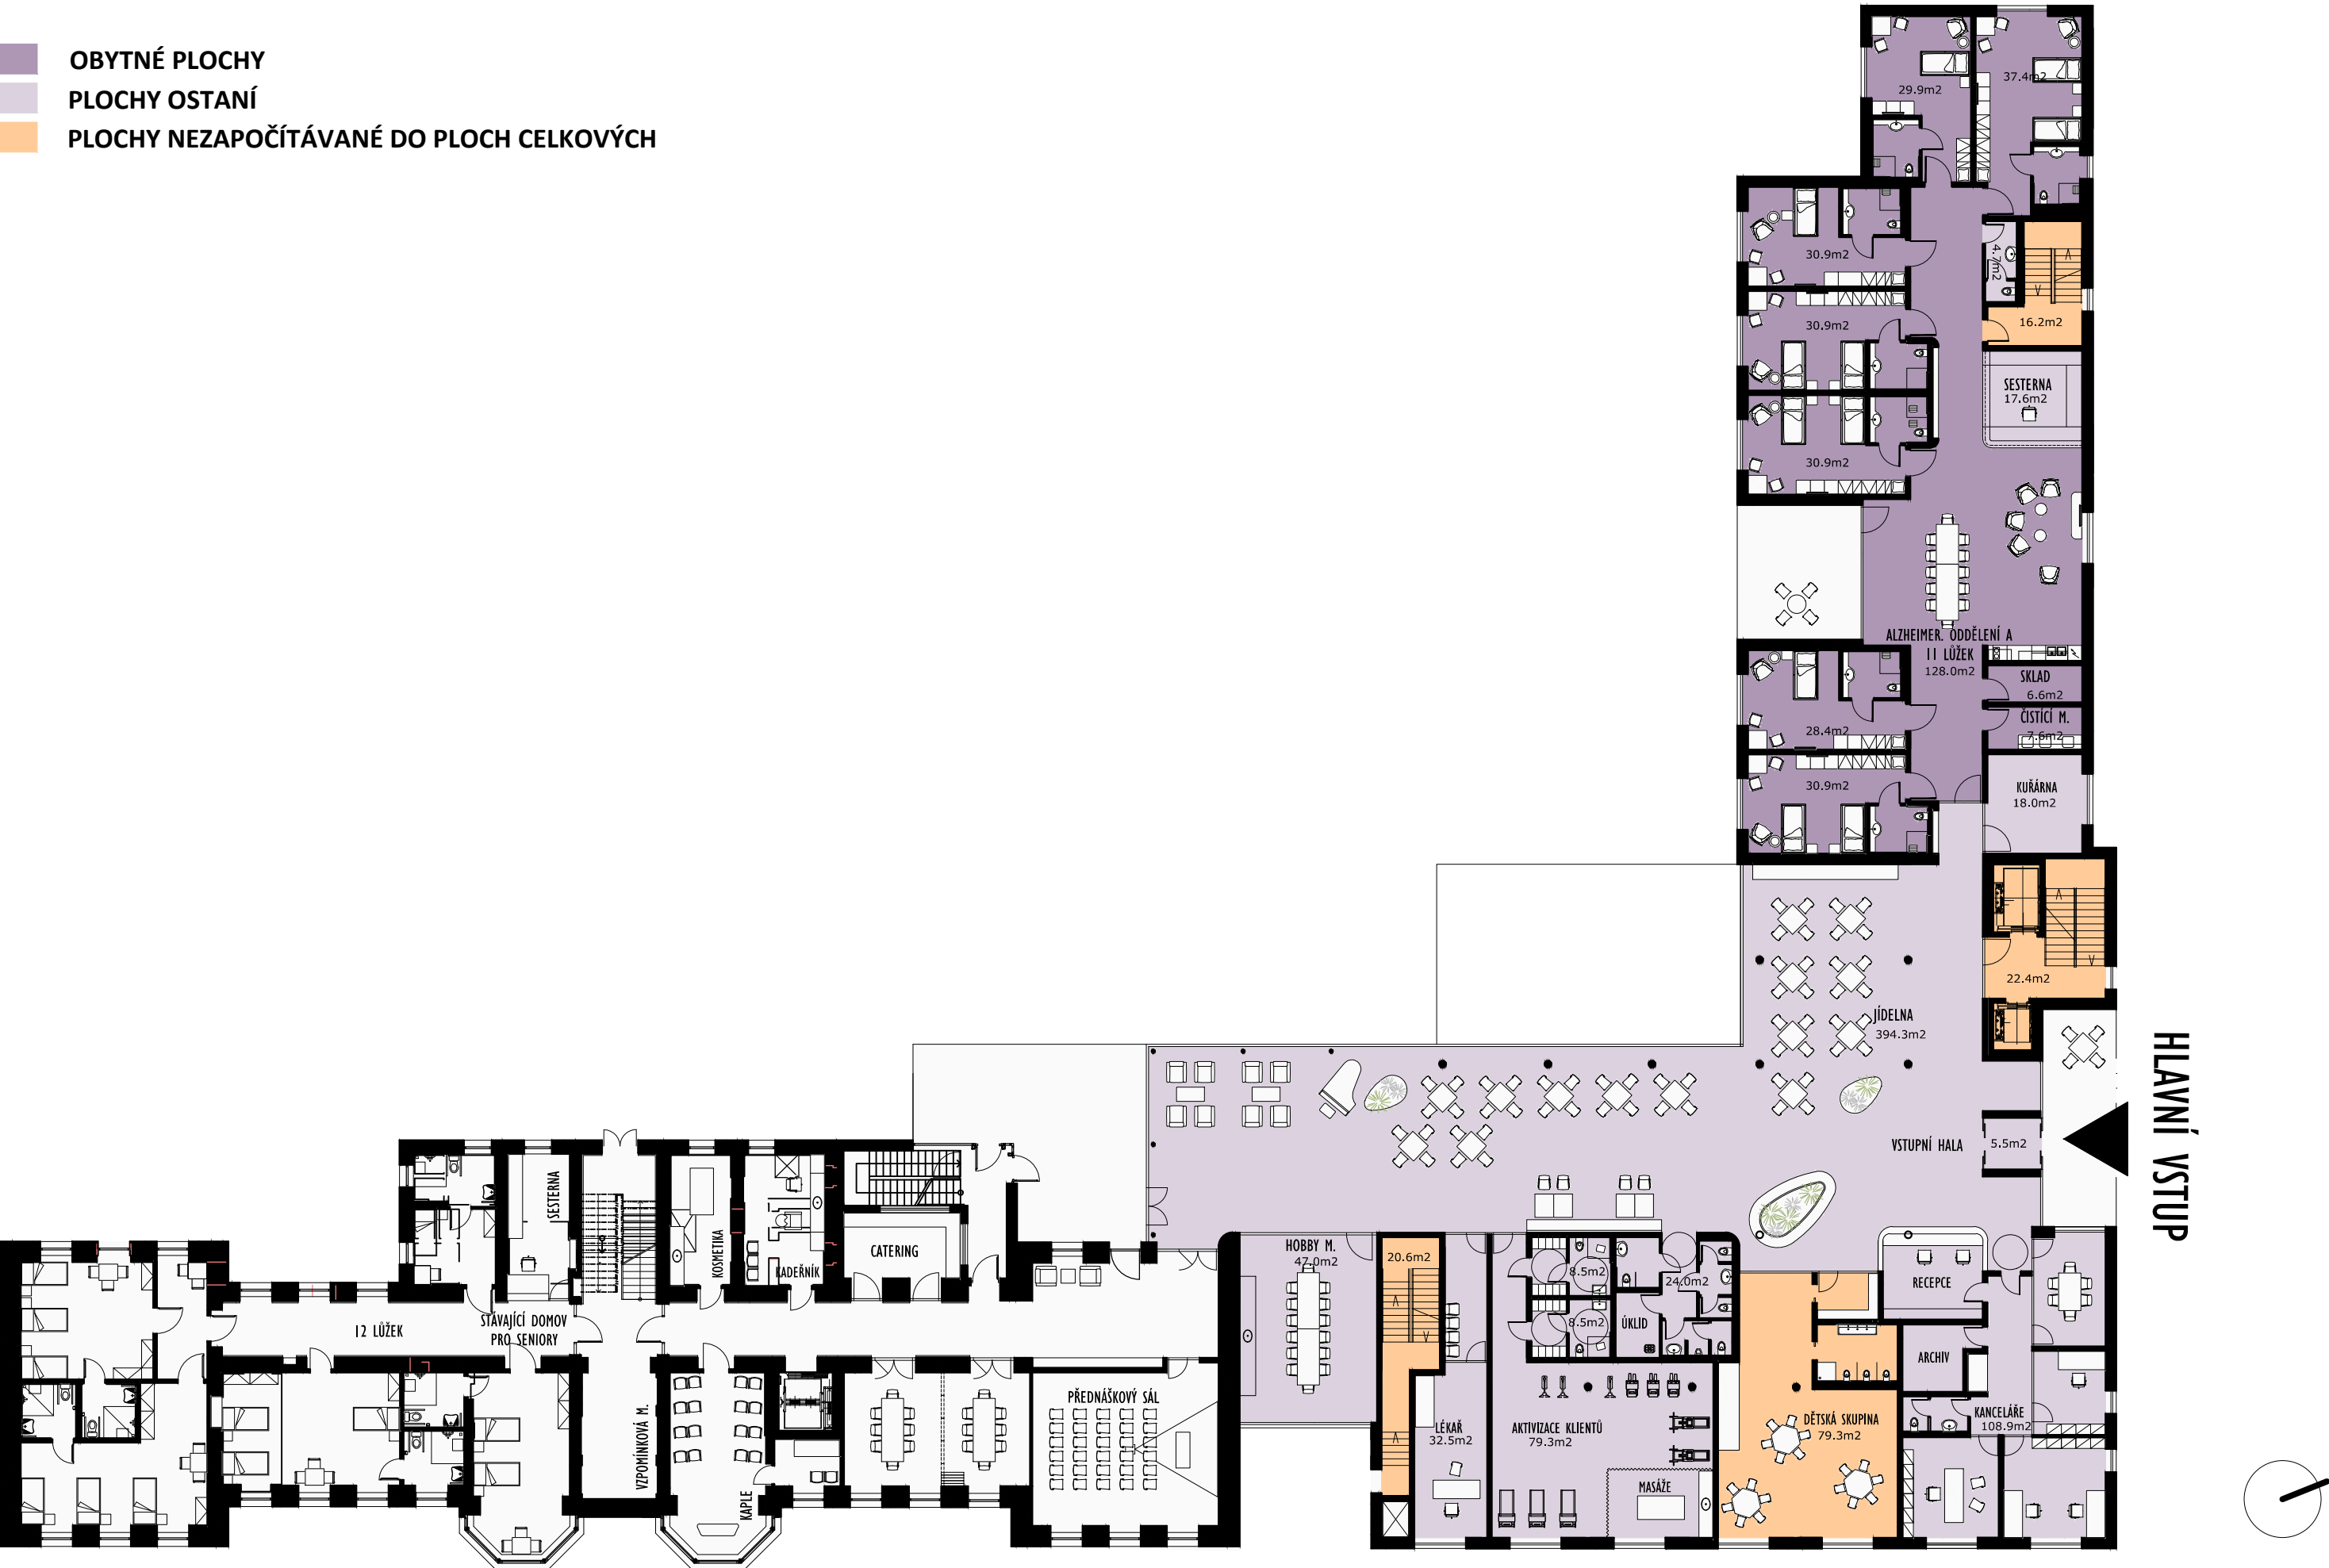 OBYTNÉ PLOCHY
PLOCHY OSTANÍ
PLOCHY NEZAPOČÍTÁVANÉ DO PLOCH CELKOVÝCH
29.9m2
37.4m2
30.9m2
4.7m2
16.2m2
30.9m2
SESTERNA
17.6m2
30.9m2
ALZHEIMER. ODDĚLENÍ A
11 LŮŽEK
128.0m2
SKLAD
6.6m2
ČISTÍCÍ M.
7.6m2
28.4m2
30.9m2
KUŘÁRNA
18.0m2
22.4m2
JÍDELNA
394.3m2
HLAVNÍ VSTUP
VSTUPNÍ HALA
5.5m2
SESTERNA
KOSMETIKA
KADEŘNÍK
CATERING
HOBBY M.
47.0m2
20.6m2
8.5m2
24.0m2
8.5m2
ÚKLID
RECEPCE
ARCHIV
12 LŮŽEK
STÁVAJÍCÍ DOMOV
PRO SENIORY
VZPOMÍNKOVÁ M.
KAPLE
PŘEDNÁŠKOVÝ SÁL
LÉKAŘ
32.5m2
AKTIVIZACE KLIENTŮ
79.3m2
MASÁŽE
DĚTSKÁ SKUPINA
79.3m2
KANCELÁŘE
108.9m2